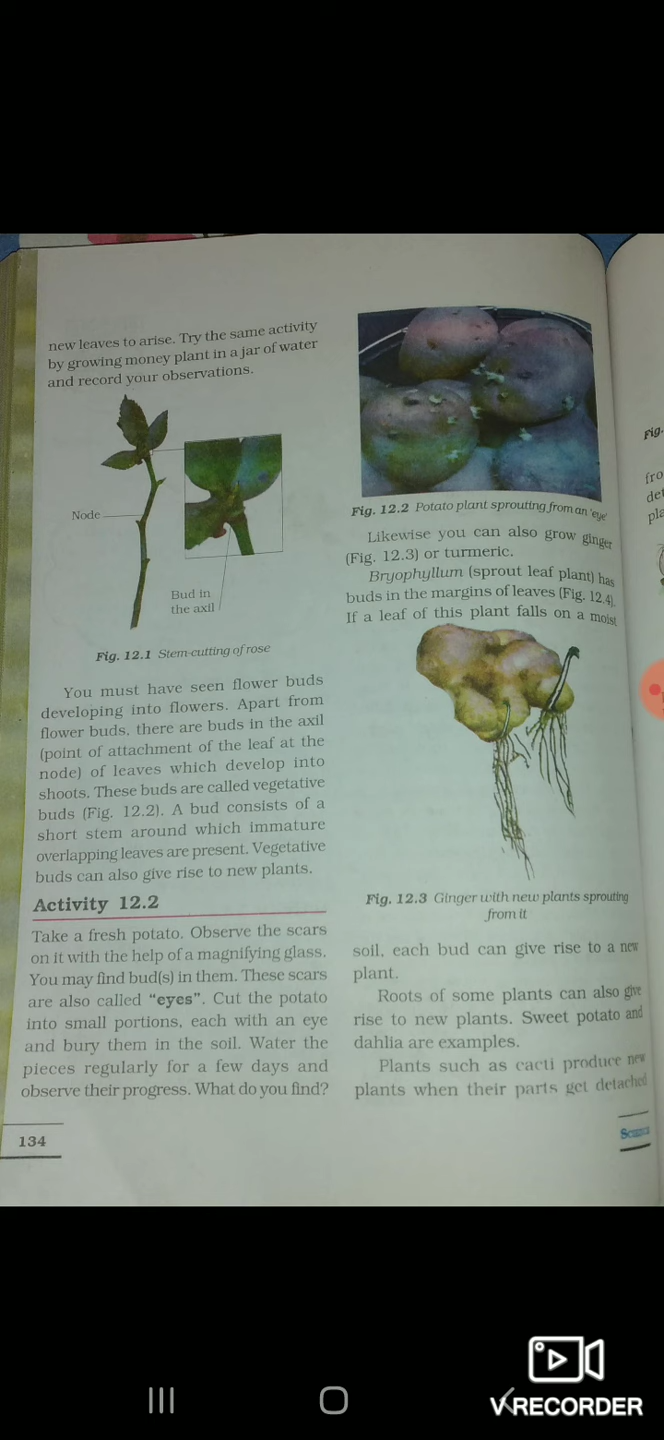 new leaves to arise. Try the same activity
by growing money plant in a jar of water
and record your observations.
Node
Bud in
the axil
Fig. 12.1 Stem-cutting of rose
You must have seen flower buds
developing into flowers. Apart from
flower buds, there are buds in the axil
(point of attachment of the leaf at the
node) of leaves which develop into
shoots. These buds are called vegetative
buds (Fig. 12.2). A bud consists of a
short stem around which immature
overlapping leaves are present. Vegetative
buds can also give rise to new plants.
Activity 12.2
Take a fresh potato. Observe the scars
on it with the help of a magnifying glass.
You may find bud(s) in them. These scars
are also called "eyes". Cut the potato
into small portions, each with an eye
and bury them in the soil. Water the
pieces regularly for a few days and
observe their progress. What do you find?
134
Fig. 12.2 Potato plant sprouting from an 'eye'
Likewise you can also grow ginger
(Fig. 12.3) or turmeric.
Bryophyllum (sprout leaf plant) has
buds in the margins of leaves (Fig. 12.4).
If a leaf of this plant falls on a moist
Fig. 12.3 Ginger with new plants sprouting
from it
soil, each bud can give rise to a new
plant.
Roots of some plants can also give
rise to new plants. Sweet potato and
dahlia are examples.
Plants such as cacti produce new
plants when their parts get detached
Science
Fig.
fro
det
pla
VRECORDER